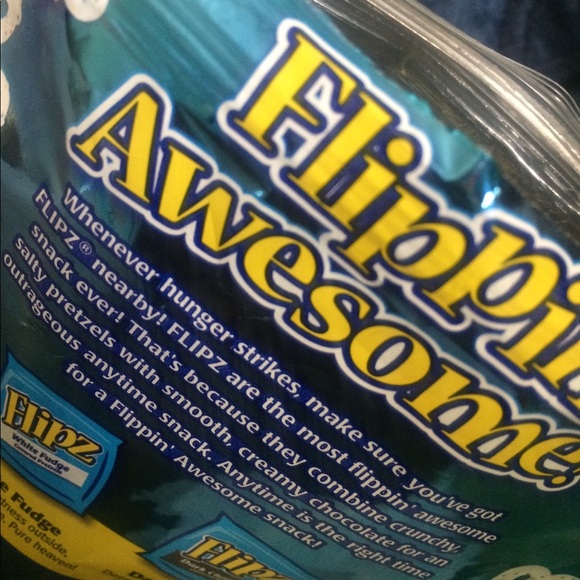 Flippin
Awesome!
Whenever hunger strikes, make sure you've got
FLIPZ® nearby! FLIPZ are the most flippin' awesome
snack ever! That's because they combine crunchy,
salty pretzels with smooth, creamy chocolate for an
outrageous anytime snack. Anytime is the right time
for a Flippin' Awesome snack!
Flipz
White Fudge
Fudge
outside,
Pure heaven!
Flipz
Dark